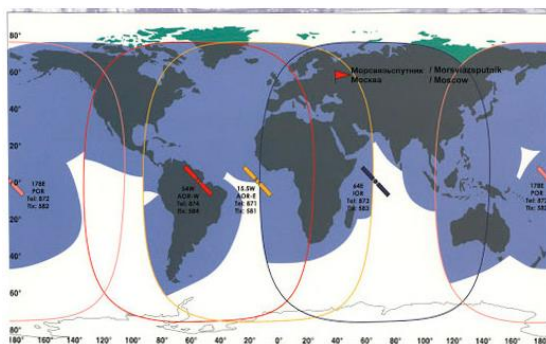 80°
60°
40°
20°
0°
20°
40°
60°
80°
Морсвязьспутник / Morsviazsputnik
Москва / Moscow
178E
POR
Tel: 872
Tlx: 582
54W
AOR-W
Tel: 874
Tlx: 584
15.5W
AOR-E
Tel: 871
Tlx: 581
64E
IOR
Tel: 873
Tlx: 583
178E
POR
Tel: 872
Tlx: 582
180° 160° 140° 120° 100° 80° 60° 40° 20° 0° 20° 40° 60° 80° 100° 120° 140° 160° 180